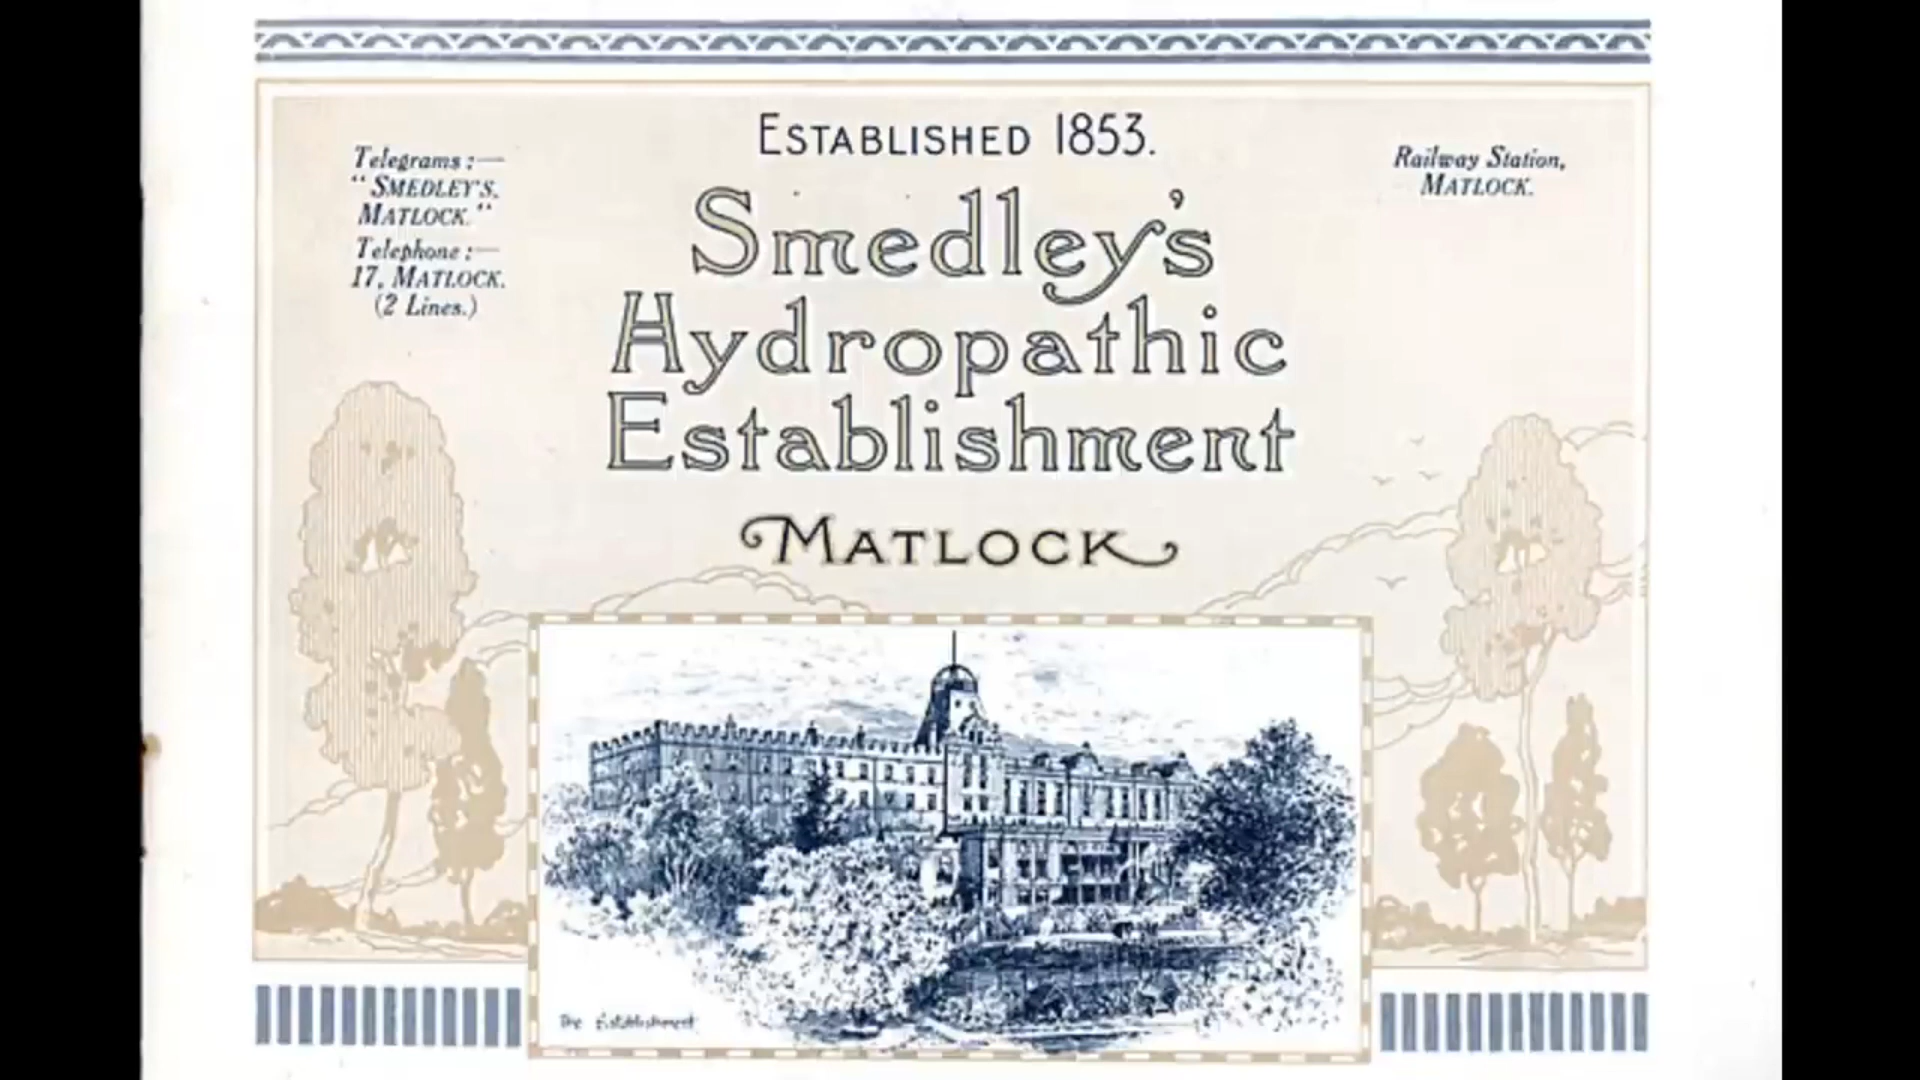 ESTABLISHED 1853.
Telegrams :—
" SMEDLEY'S,
MATLOCK."
Telephone :—
17, MATLOCK.
(2 Lines.)
Railway Station,
MATLOCK.
Smedley's
Hydropathic
Establishment
MATLOCK
The Establishment